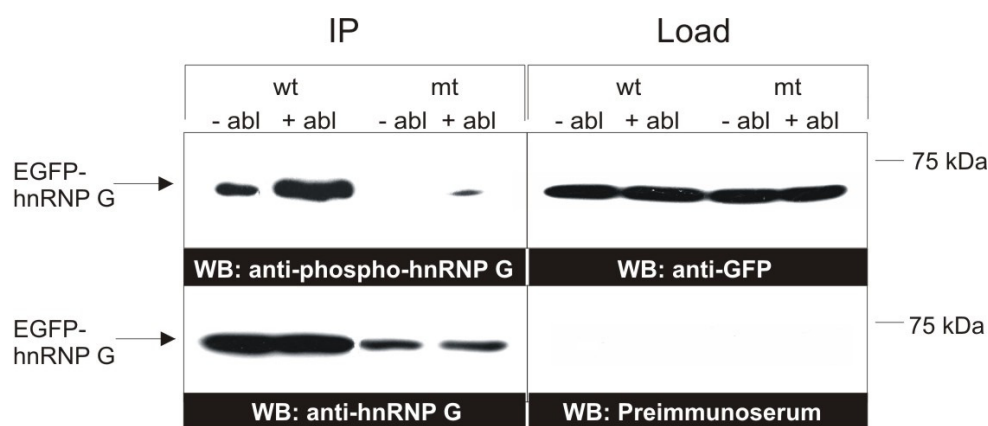 IP Load
wt mt wt mt
- abl + abl - abl + abl - abl + abl - abl + abl
EGFP-
hnRNP G
75 kDa
WB: anti-phospho-hnRNP G WB: anti-GFP
EGFP-
hnRNP G
75 kDa
WB: anti-hnRNP G WB: Preimmunoserum